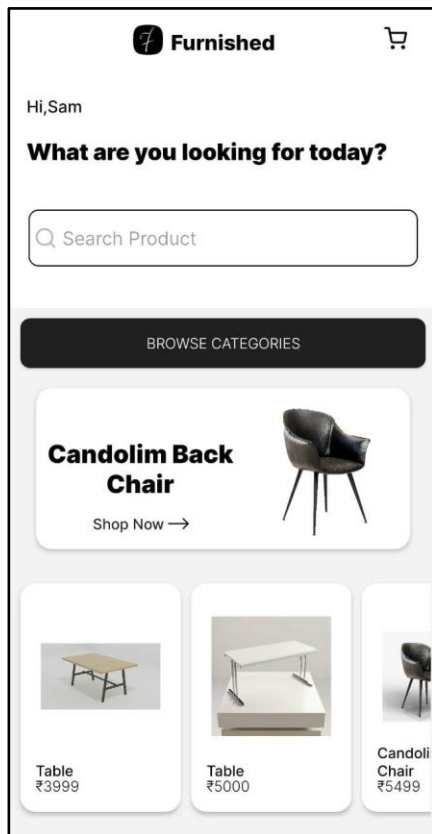 Furnished
Hi,Sam
What are you looking for today?
Search Product
BROWSE CATEGORIES
Candolim Back
Chair
Shop Now
Table
₹3999
Table
₹5000
Candoli
Chair
₹5499